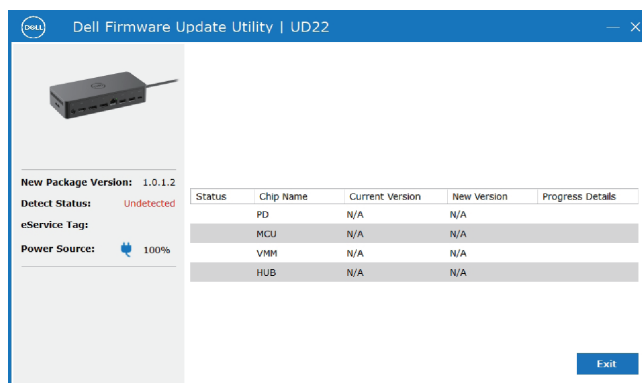 DELL Dell Firmware Update Utility | UD22
New Package Version: 1.0.1.2
Detect Status: Undetected
eService Tag:
Power Source: 100%
Status Chip Name Current Version New Version Progress Details
PD N/A N/A
MCU N/A N/A
VMM N/A N/A
HUB N/A N/A
Exit